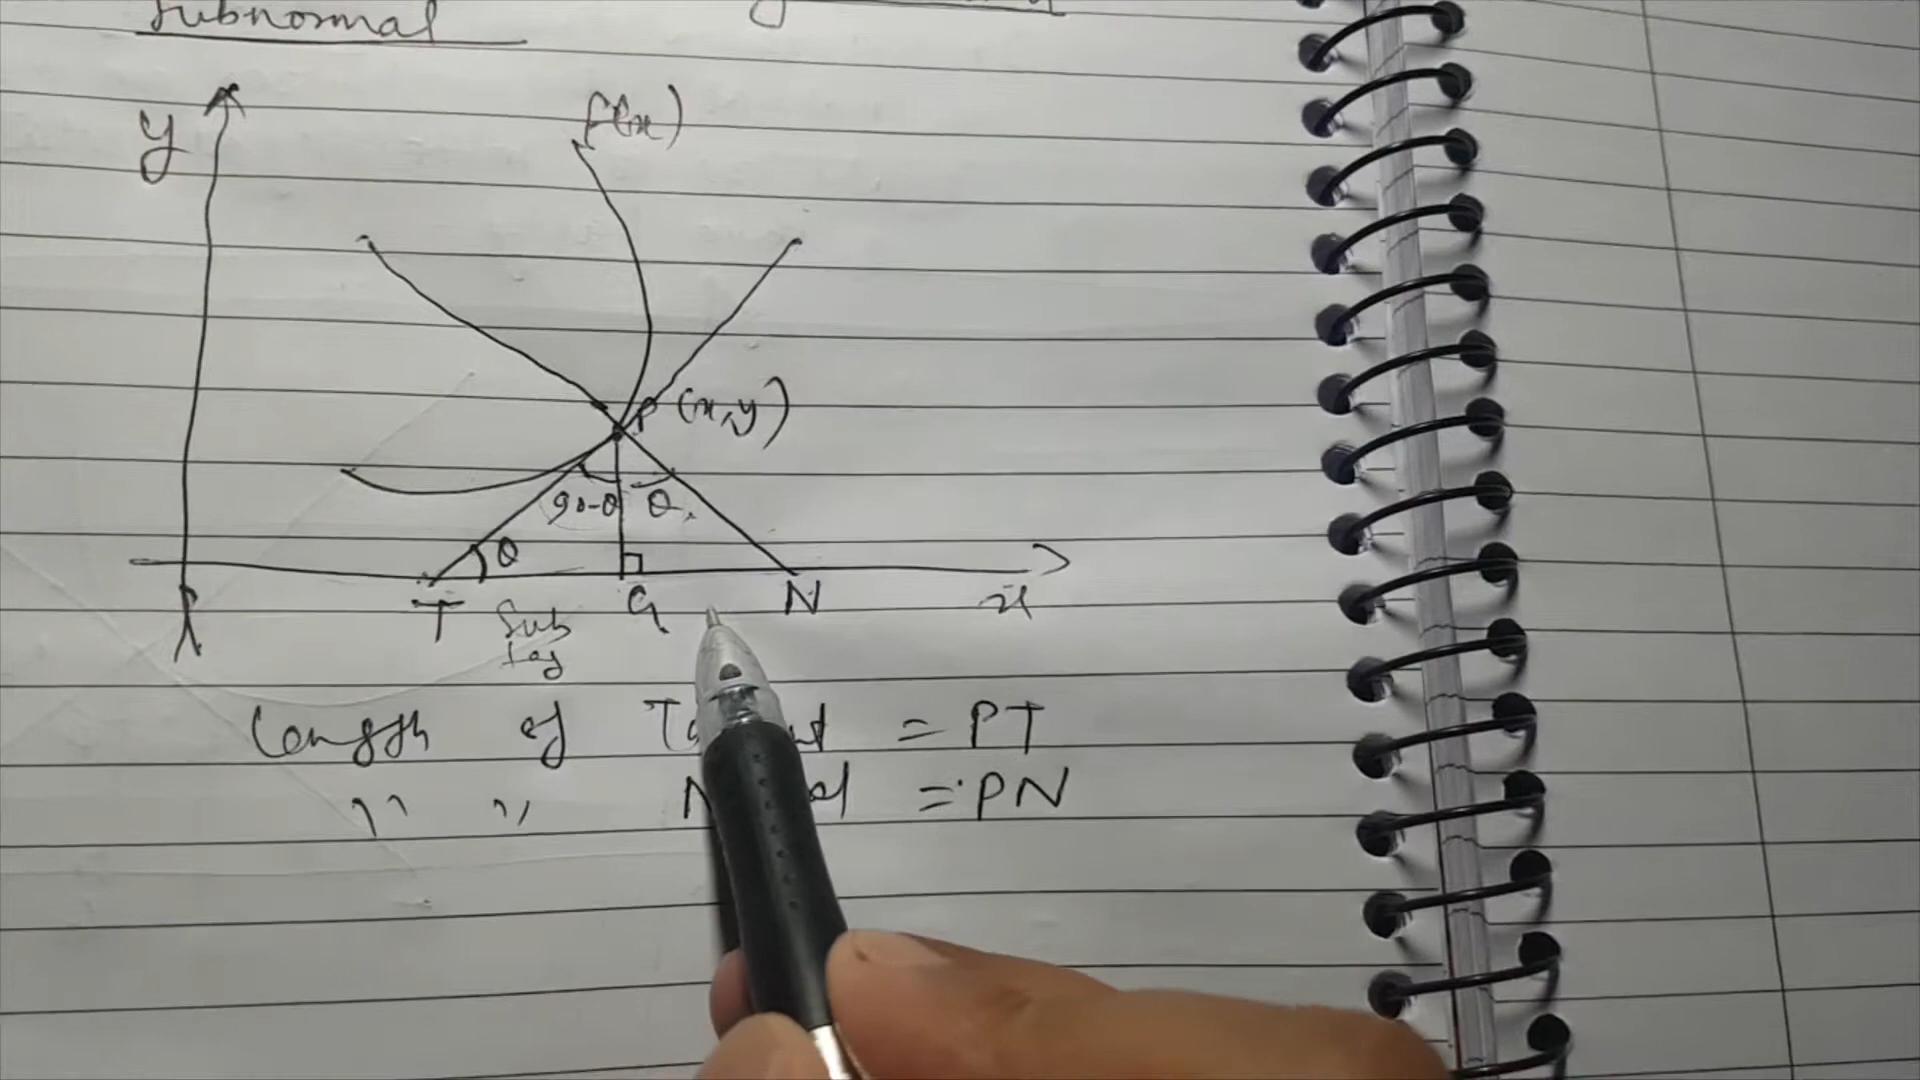 Subnormal
y
f(x)
P (x,y)
90-θ θ
θ
T G N x
Sub
Tag
Length of = PT
" " = PN